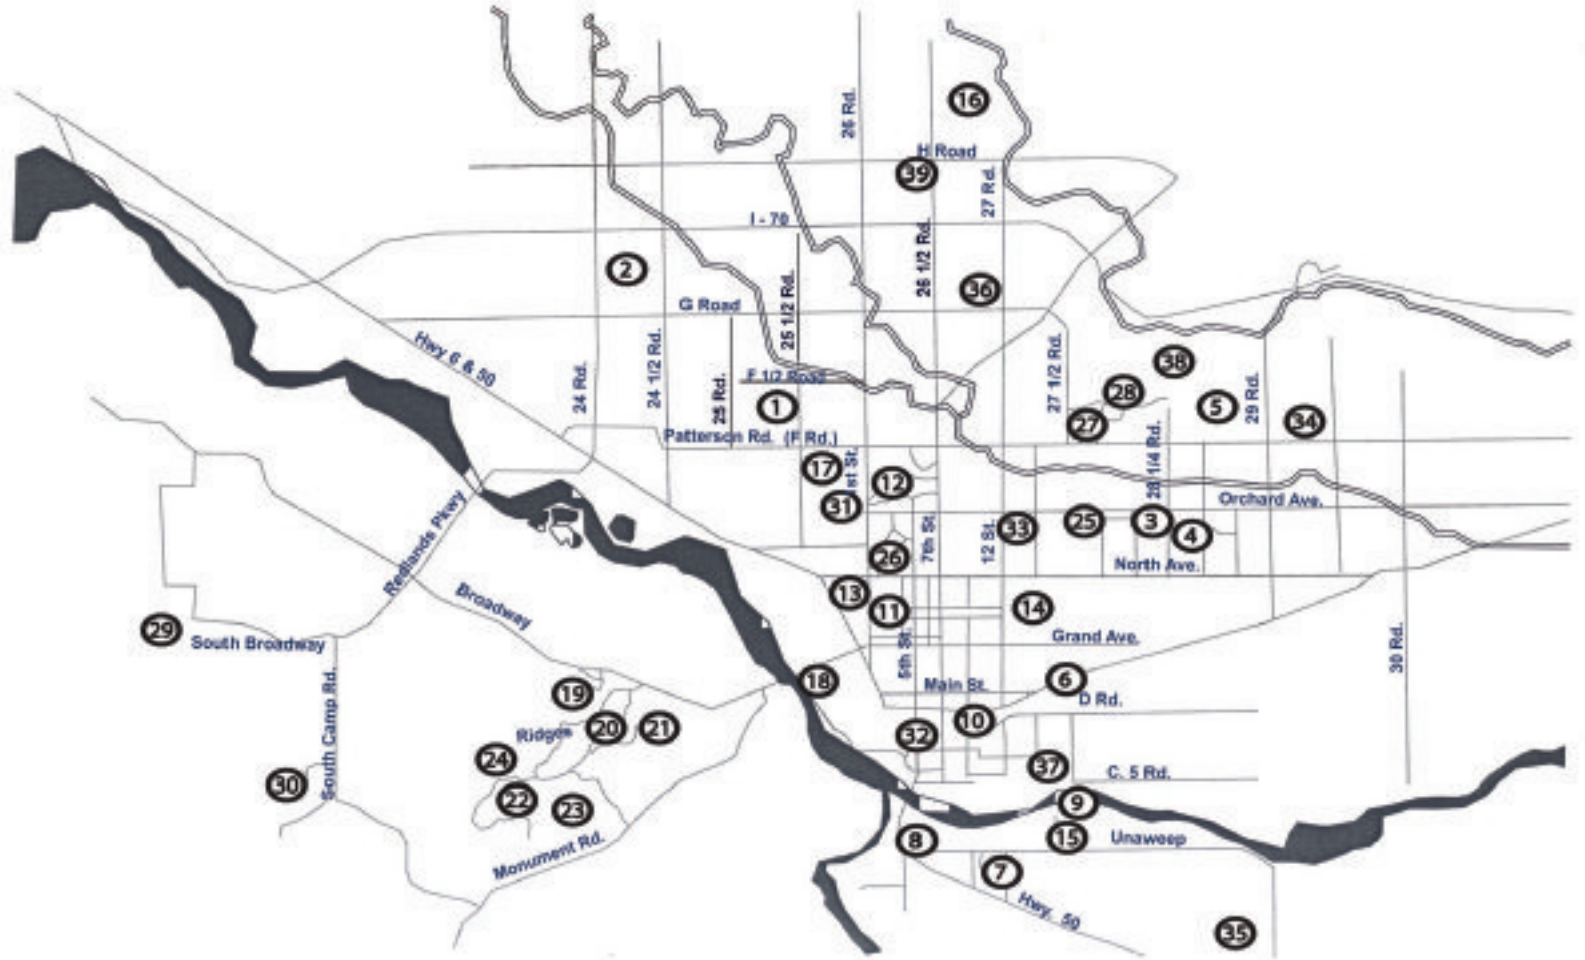 16
26 Rd.
H Road
39
27 Rd.
I - 70
26 1/2 Rd.
2
36
25 1/2 Rd.
G Road
Hwy 6 & 50
24 1/2 Rd.
27 1/2 Rd.
38
24 Rd.
25 Rd.
F 1/2 Road
28
29 Rd.
1
5
34
27
Patterson Rd. (F Rd.)
17
1st St.
12
28 1/4 Rd.
Orchard Ave.
31
Redlands Pkwy
7th St.
12 St.
33
25
3
4
26
North Ave.
13
11
14
Broadway
29
South Broadway
5th St.
Grand Ave.
30 Rd.
18
Main St.
6
D Rd.
South Camp Rd.
19
20
21
Ridges
10
32
24
37
C. 5 Rd.
30
22
23
9
8
15
Unaweep
Monument Rd.
7
Hwy. 50
35